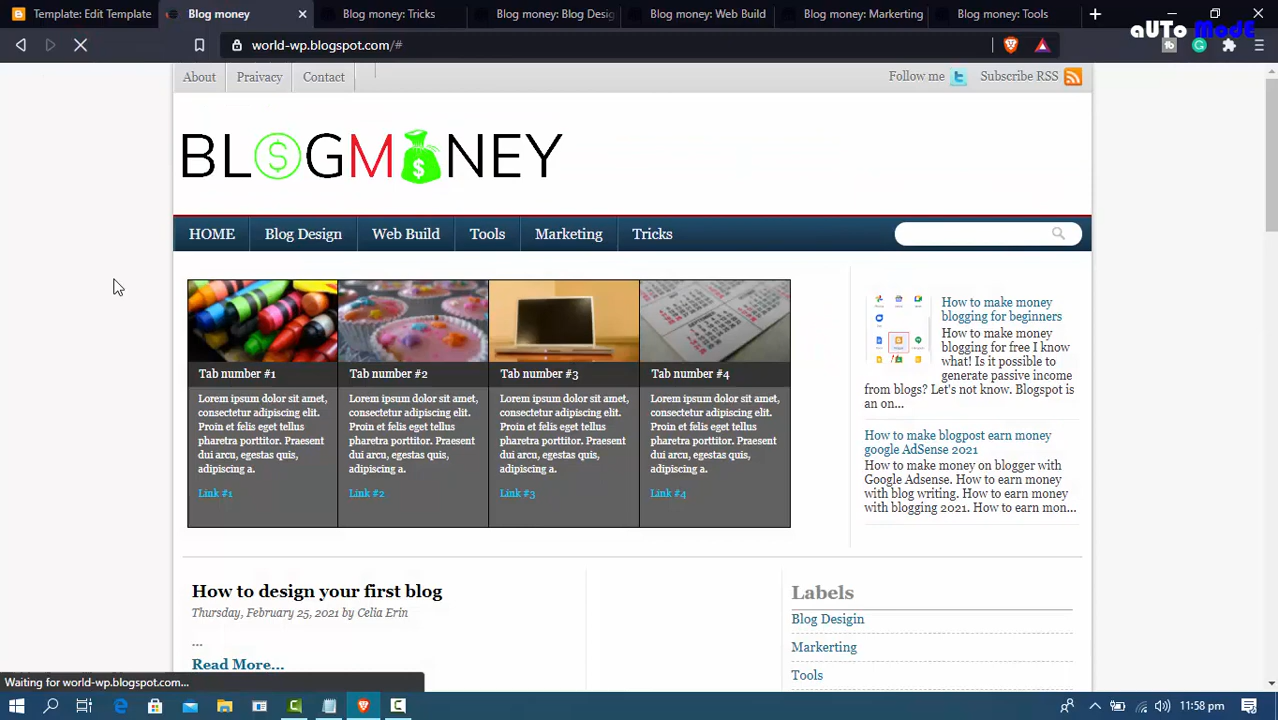 Template: Edit Template
Blog money
Blog money: Tricks
Blog money: Blog Desig
Blog money: Web Build
Blog money: Marketing
Blog money: Tools
aUTo ModE
world-wp.blogspot.com/#
About
Praivacy
Contact
Follow me
Subscribe RSS
BLOGMONEY
HOME
Blog Design
Web Build
Tools
Marketing
Tricks
Tab number #1
Lorem ipsum dolor sit amet,
consectetur adipiscing elit.
Proin et felis eget tellus
pharetra porttitor. Praesent
dui arcu, egestas quis,
adipiscing a.
Link #1
Tab number #2
Lorem ipsum dolor sit amet,
consectetur adipiscing elit.
Proin et felis eget tellus
pharetra porttitor. Praesent
dui arcu, egestas quis,
adipiscing a.
Link #2
Tab number #3
Lorem ipsum dolor sit amet,
consectetur adipiscing elit.
Proin et felis eget tellus
pharetra porttitor. Praesent
dui arcu, egestas quis,
adipiscing a.
Link #3
Tab number #4
Lorem ipsum dolor sit amet,
consectetur adipiscing elit.
Proin et felis eget tellus
pharetra porttitor. Praesent
dui arcu, egestas quis,
adipiscing a.
Link #4
How to make money
blogging for beginners
How to make money
blogging for free I know
what! Is it possible to
generate passive income
from blogs? Let's not know. Blogspot is
an on...
How to make blogpost earn money
google AdSense 2021
How to make money on blogger with
Google Adsense. How to earn money
with blog writing. How to earn money
with blogging 2021. How to earn mon...
How to design your first blog
Thursday, February 25, 2021 by Celia Erin
...
Read More...
Labels
Blog Desigin
Markerting
Tools
Waiting for world-wp.blogspot.com...
11:58 pm